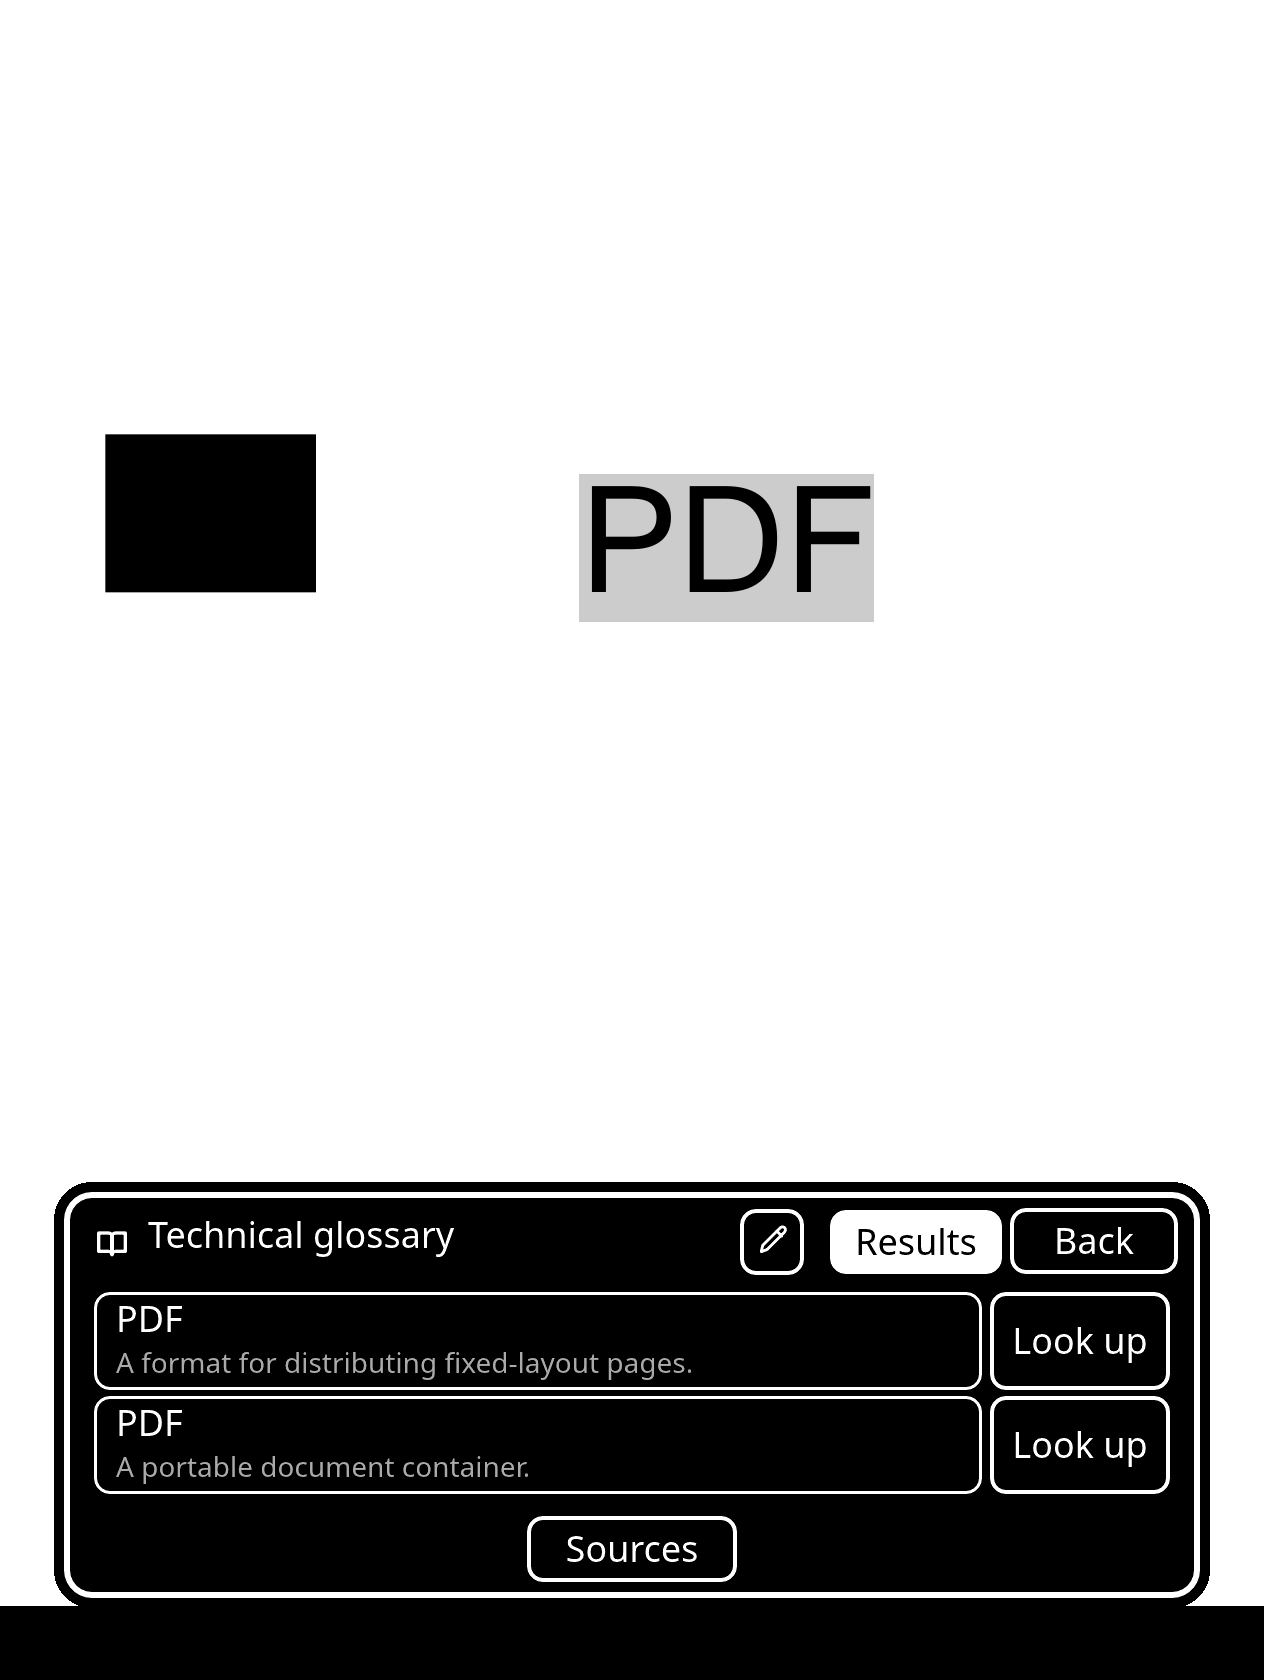 PDF
Technical glossary
Results
Back
PDF
A format for distributing fixed-layout pages.
Look up
PDF
A portable document container.
Look up
Sources